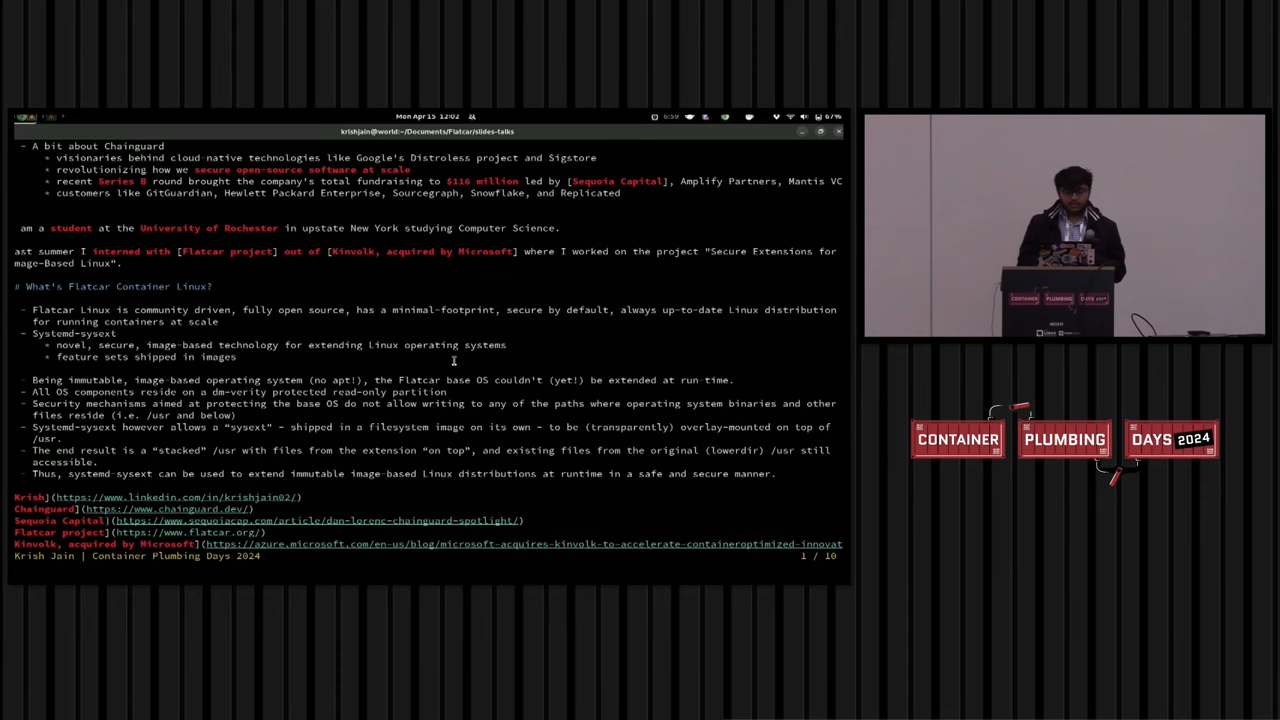 Mon Apr 15 12:02
6:59
67%
krishjain@world:~/Documents/Flatcar/slides-talks
- A bit about Chainguard
* visionaries behind cloud-native technologies like Google's Distroless project and Sigstore
* revolutionizing how we secure open-source software at scale
* recent Series B round brought the company's total fundraising to $116 million led by [Sequoia Capital], Amplify Partners, Mantis VC
* customers like GitGuardian, Hewlett Packard Enterprise, Sourcegraph, Snowflake, and Replicated
am a student at the University of Rochester in upstate New York studying Computer Science.
ast summer I interned with [Flatcar project] out of [Kinvolk, acquired by Microsoft] where I worked on the project "Secure Extensions for
mage-Based Linux".
# What's Flatcar Container Linux?
- Flatcar Linux is community driven, fully open source, has a minimal-footprint, secure by default, always up-to-date Linux distribution
for running containers at scale
- Systemd-sysext
* novel, secure, image-based technology for extending Linux operating systems
* feature sets shipped in images
- Being immutable, image-based operating system (no apt!), the Flatcar base OS couldn't (yet!) be extended at run-time.
- All OS components reside on a dm-verity protected read-only partition
- Security mechanisms aimed at protecting the base OS do not allow writing to any of the paths where operating system binaries and other
files reside (i.e. /usr and below)
- Systemd-sysext however allows a “sysext” - shipped in a filesystem image on its own - to be (transparently) overlay-mounted on top of
/usr.
- The end result is a “stacked” /usr with files from the extension “on top”, and existing files from the original (lowerdir) /usr still
accessible.
- Thus, systemd-sysext can be used to extend immutable image-based Linux distributions at runtime in a safe and secure manner.
Krish](https://www.linkedin.com/in/krishjain02/)
Chainguard](https://www.chainguard.dev/)
Sequoia Capital](https://www.sequoiacap.com/article/dan-lorenc-chainguard-spotlight/)
Flatcar project](https://www.flatcar.org/)
Kinvolk, acquired by Microsoft](https://azure.microsoft.com/en-us/blog/microsoft-acquires-kinvolk-to-accelerate-containeroptimized-innovat
Krish Jain | Container Plumbing Days 2024
1 / 10
CONTAINER PLUMBING DAYS 2024
CONTAINER PLUMBING DAYS 2024